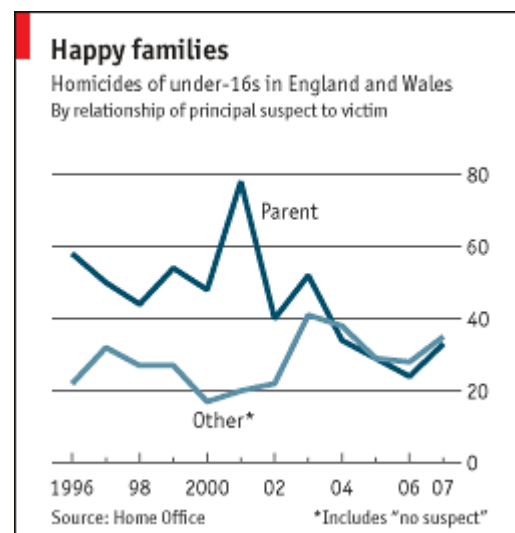 Happy families
Homicides of under-16s in England and Wales
By relationship of principal suspect to victim
80
Parent
60
40
20
Other*
0
1996 98 2000 02 04 06 07
Source: Home Office *Includes "no suspect"